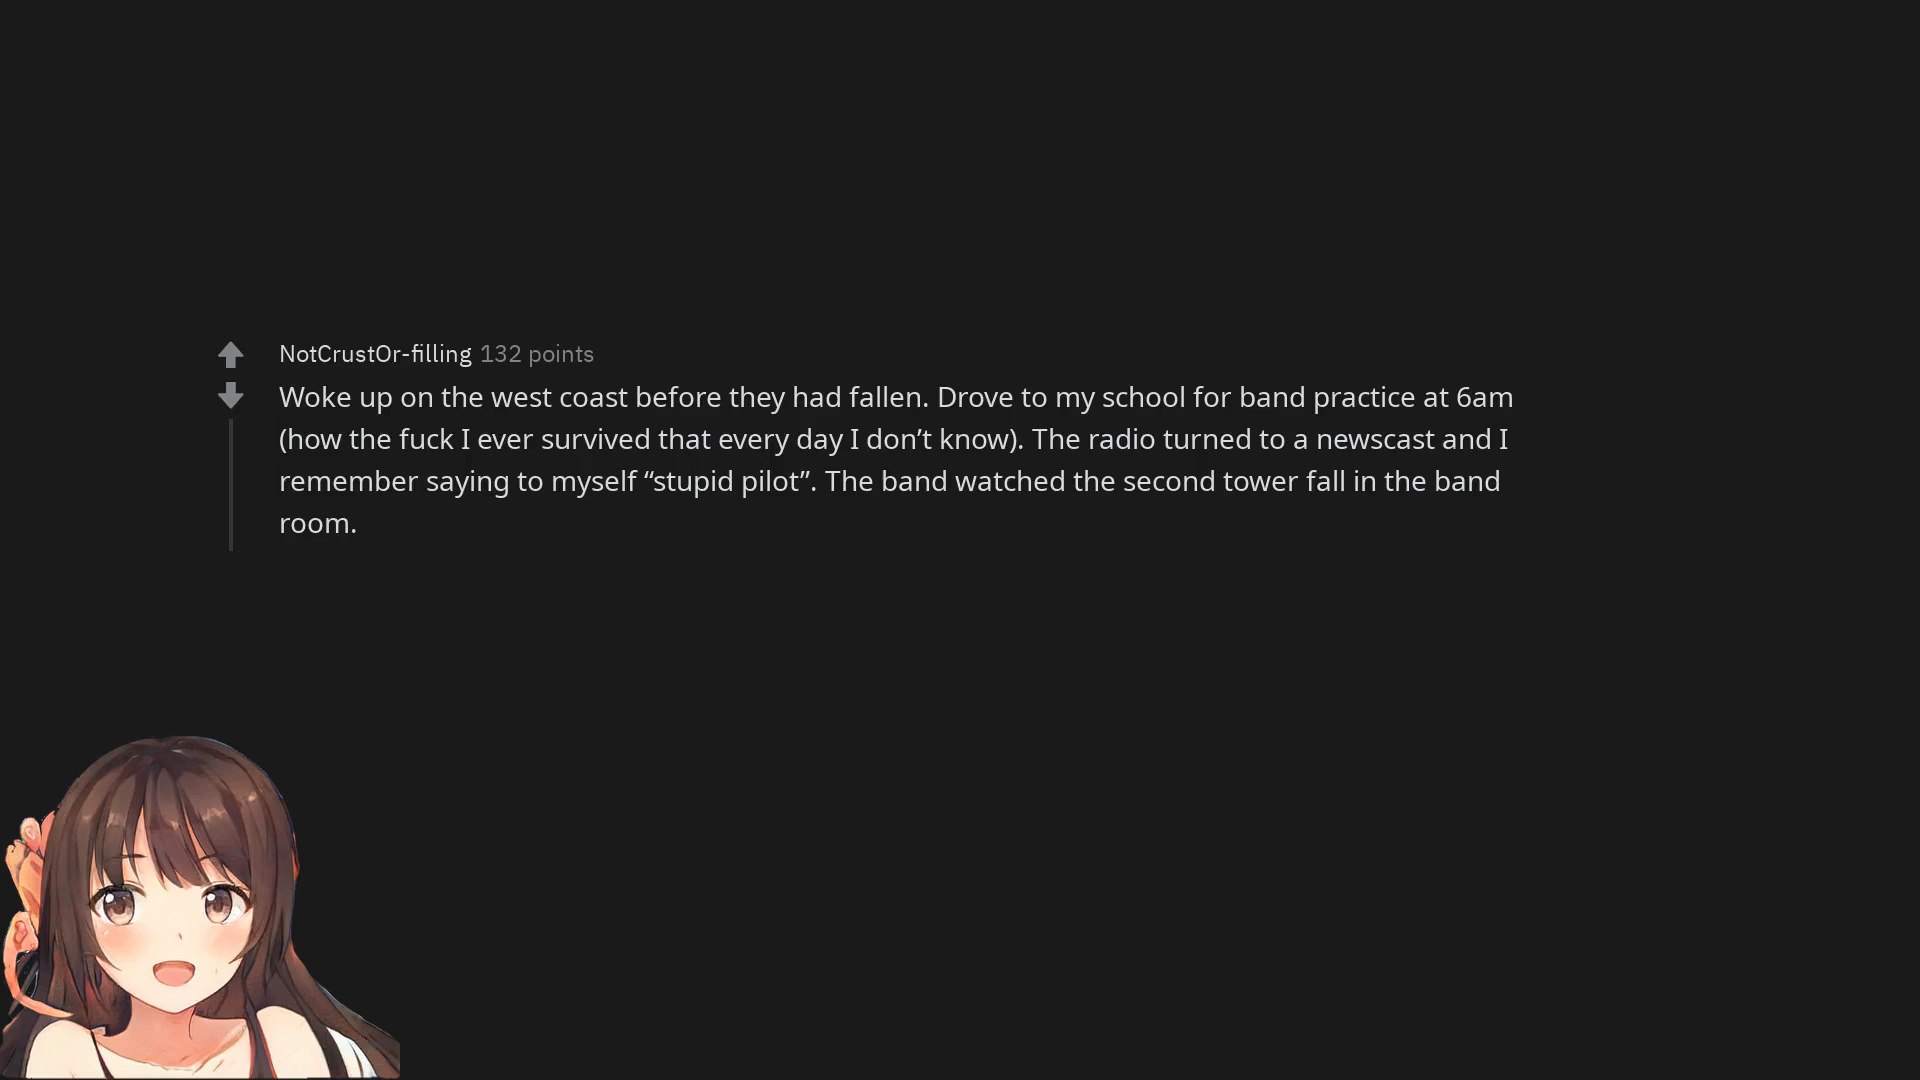 NotCrustOr-filling 132 points
Woke up on the west coast before they had fallen. Drove to my school for band practice at 6am
(how the fuck I ever survived that every day I don’t know). The radio turned to a newscast and I
remember saying to myself “stupid pilot”. The band watched the second tower fall in the band
room.